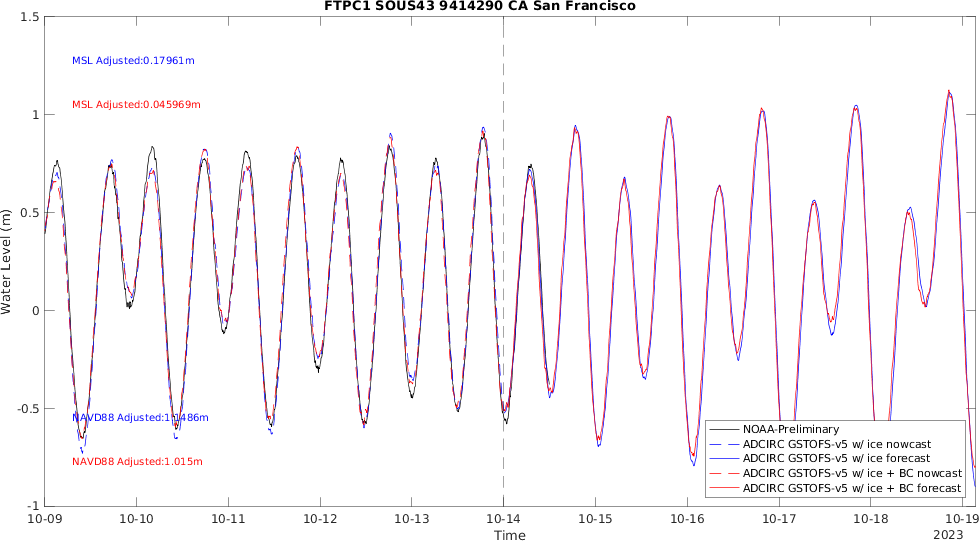 FTPC1 SOUS43 9414290 CA San Francisco
1.5
MSL Adjusted:0.17961m
MSL Adjusted:0.045969m
1
0.5
Water Level (m)
0
-0.5
NAVD88 Adjusted:1.1486m
NAVD88 Adjusted:1.015m
NOAA-Preliminary
ADCIRC GSTOFS-v5 w/ ice nowcast
ADCIRC GSTOFS-v5 w/ ice forecast
ADCIRC GSTOFS-v5 w/ ice + BC nowcast
ADCIRC GSTOFS-v5 w/ ice + BC forecast
-1
10-09 10-10 10-11 10-12 10-13 10-14 10-15 10-16 10-17 10-18 10-19
Time
2023